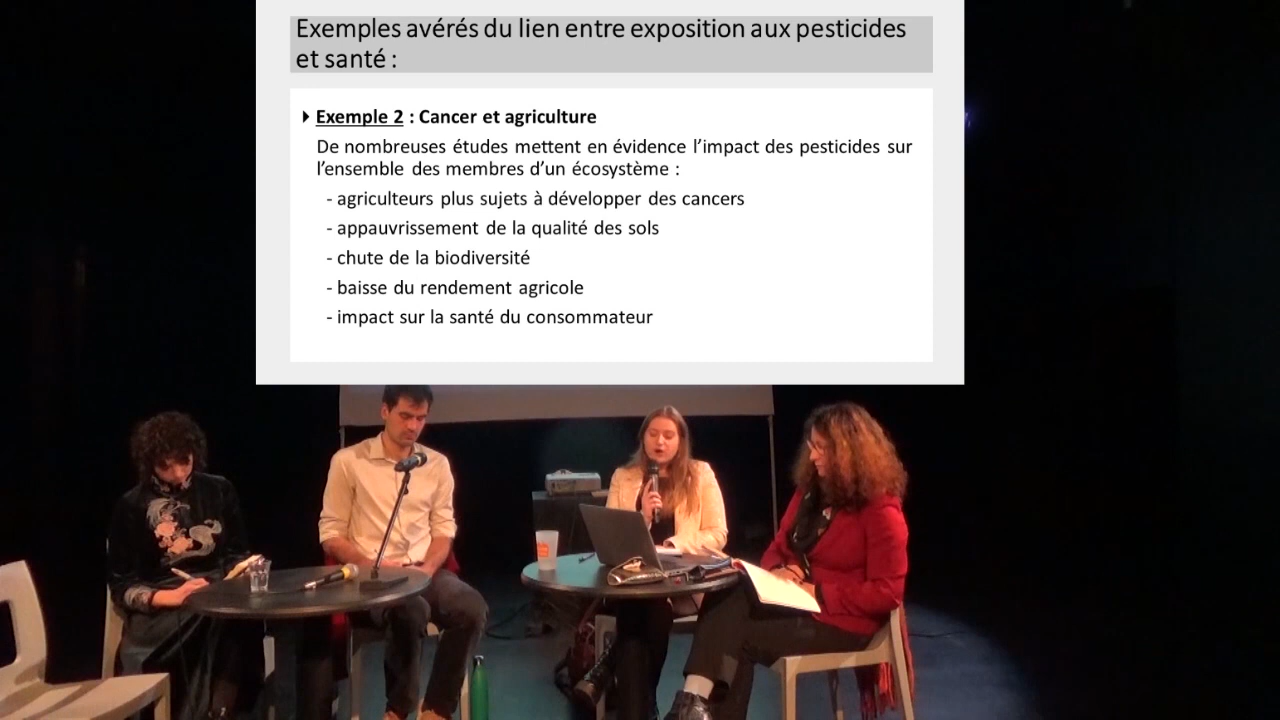 Exemples avérés du lien entre exposition aux pesticides
et santé :
Exemple 2 : Cancer et agriculture
De nombreuses études mettent en évidence l’impact des pesticides sur
l’ensemble des membres d’un écosystème :
- agriculteurs plus sujets à développer des cancers
- appauvrissement de la qualité des sols
- chute de la biodiversité
- baisse du rendement agricole
- impact sur la santé du consommateur